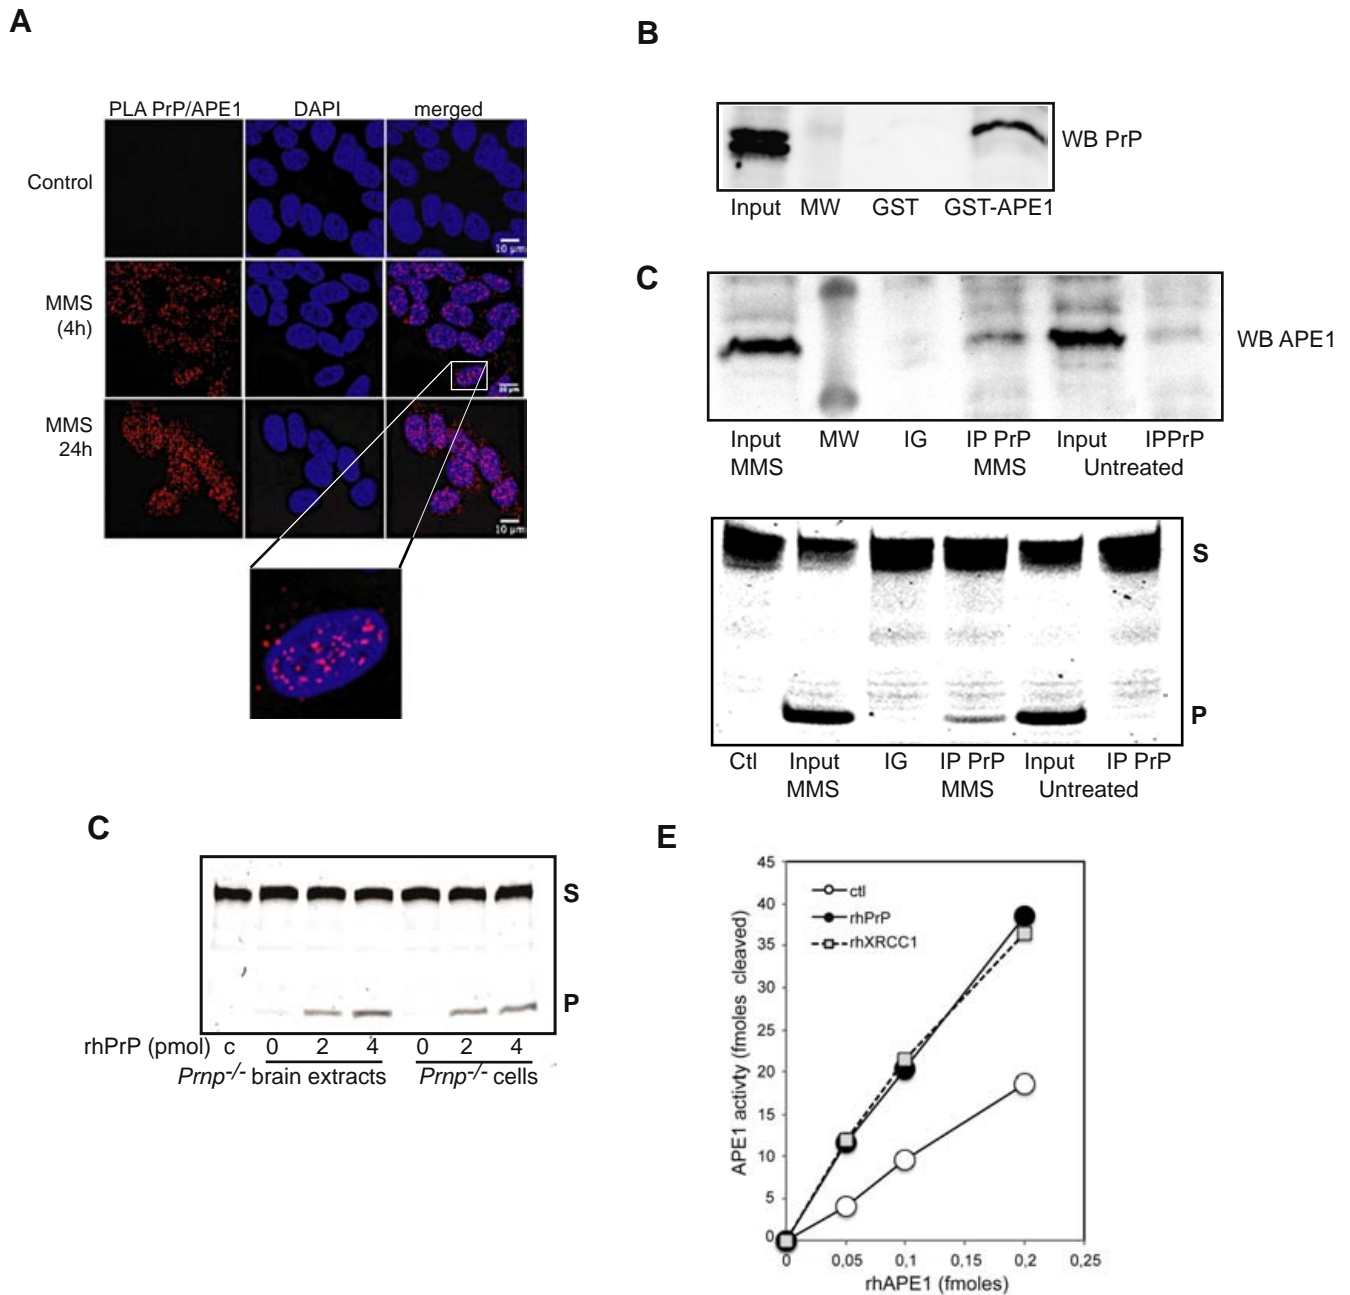 A
PLA PrP/APE1 DAPI merged
Control
10 µm
MMS
(4h)
MMS
24h
10 µm
B
WB PrP
Input MW GST GST-APE1
C
WB APE1
Input MW IG IP PrP Input IPPrP
MMS MMS Untreated
S
P
Ctl Input IG IP PrP Input IP PrP
MMS MMS Untreated
C
S
P
rhPrP (pmol) c 0 2 4 0 2 4
Prnp-/- brain extracts Prnp-/- cells
E
ctl
rhPrP
rhXRCC1
APE1 activty (fmoles cleaved)
45
40
35
30
25
20
15
10
5
0
0 0,05 0,1 0,15 0,2 0,25
rhAPE1 (fmoles)